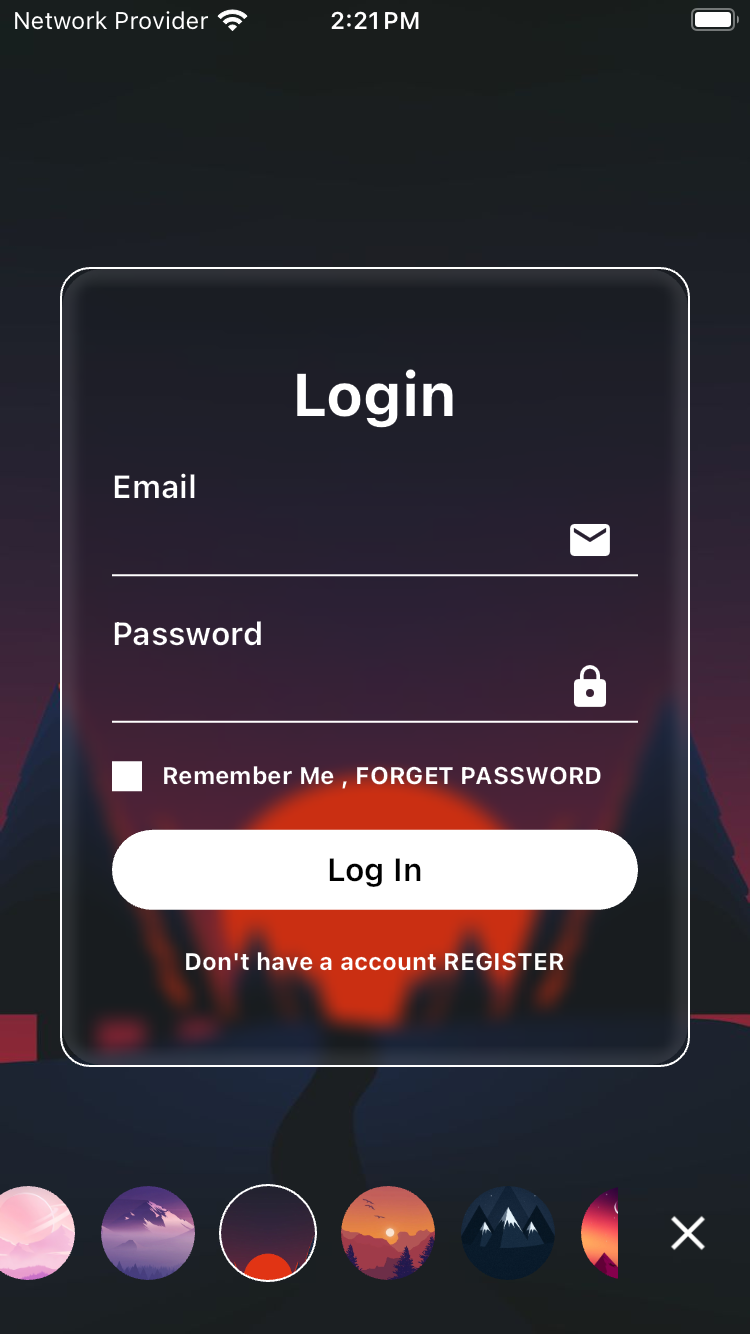 Network Provider 2:21 PM
Login
Email
Password
Remember Me , FORGET PASSWORD
Log In
Don't have a account REGISTER